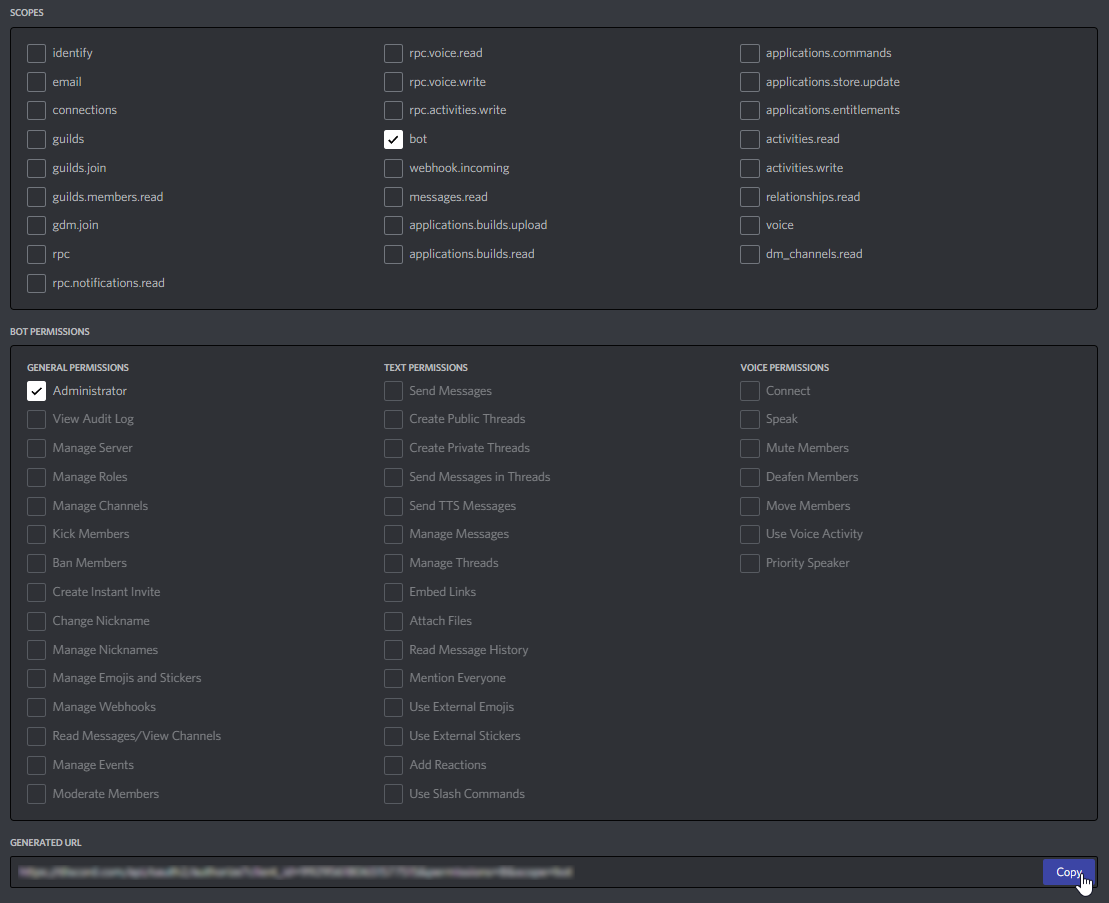 SCOPES
identify
rpc.voice.read
applications.commands
email
rpc.voice.write
applications.store.update
connections
rpc.activities.write
applications.entitlements
guilds
bot
activities.read
guilds.join
webhook.incoming
activities.write
guilds.members.read
messages.read
relationships.read
gdm.join
applications.builds.upload
voice
rpc
applications.builds.read
dm_channels.read
rpc.notifications.read
BOT PERMISSIONS
GENERAL PERMISSIONS
TEXT PERMISSIONS
VOICE PERMISSIONS
Administrator
Send Messages
Connect
View Audit Log
Create Public Threads
Speak
Manage Server
Create Private Threads
Mute Members
Manage Roles
Send Messages in Threads
Deafen Members
Manage Channels
Send TTS Messages
Move Members
Kick Members
Manage Messages
Use Voice Activity
Ban Members
Manage Threads
Priority Speaker
Create Instant Invite
Embed Links
Change Nickname
Attach Files
Manage Nicknames
Read Message History
Manage Emojis and Stickers
Mention Everyone
Manage Webhooks
Use External Emojis
Read Messages/View Channels
Use External Stickers
Manage Events
Add Reactions
Moderate Members
Use Slash Commands
GENERATED URL
Copy